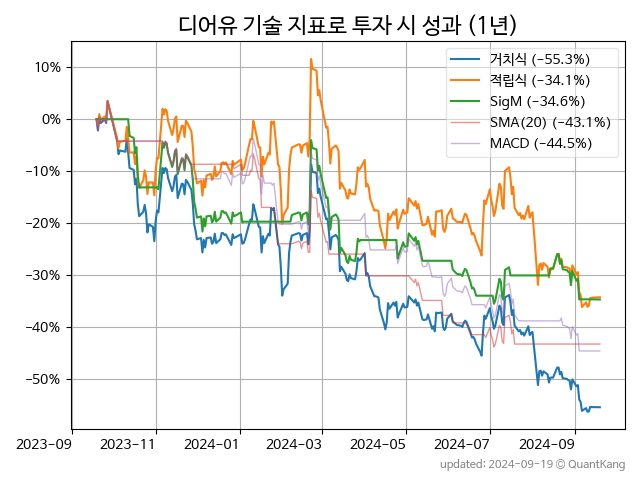 디어유 기술 지표로 투자 시 성과 (1년)
거치식 (−55.3%)
적립식 (−34.1%)
SigM (−34.6%)
SMA(20) (−43.1%)
MACD (−44.5%)
10%
0%
−10%
−20%
−30%
−40%
−50%
2023-09 2023-11 2024-01 2024-03 2024-05 2024-07 2024-09
updated: 2024-09-19 © QuantKang